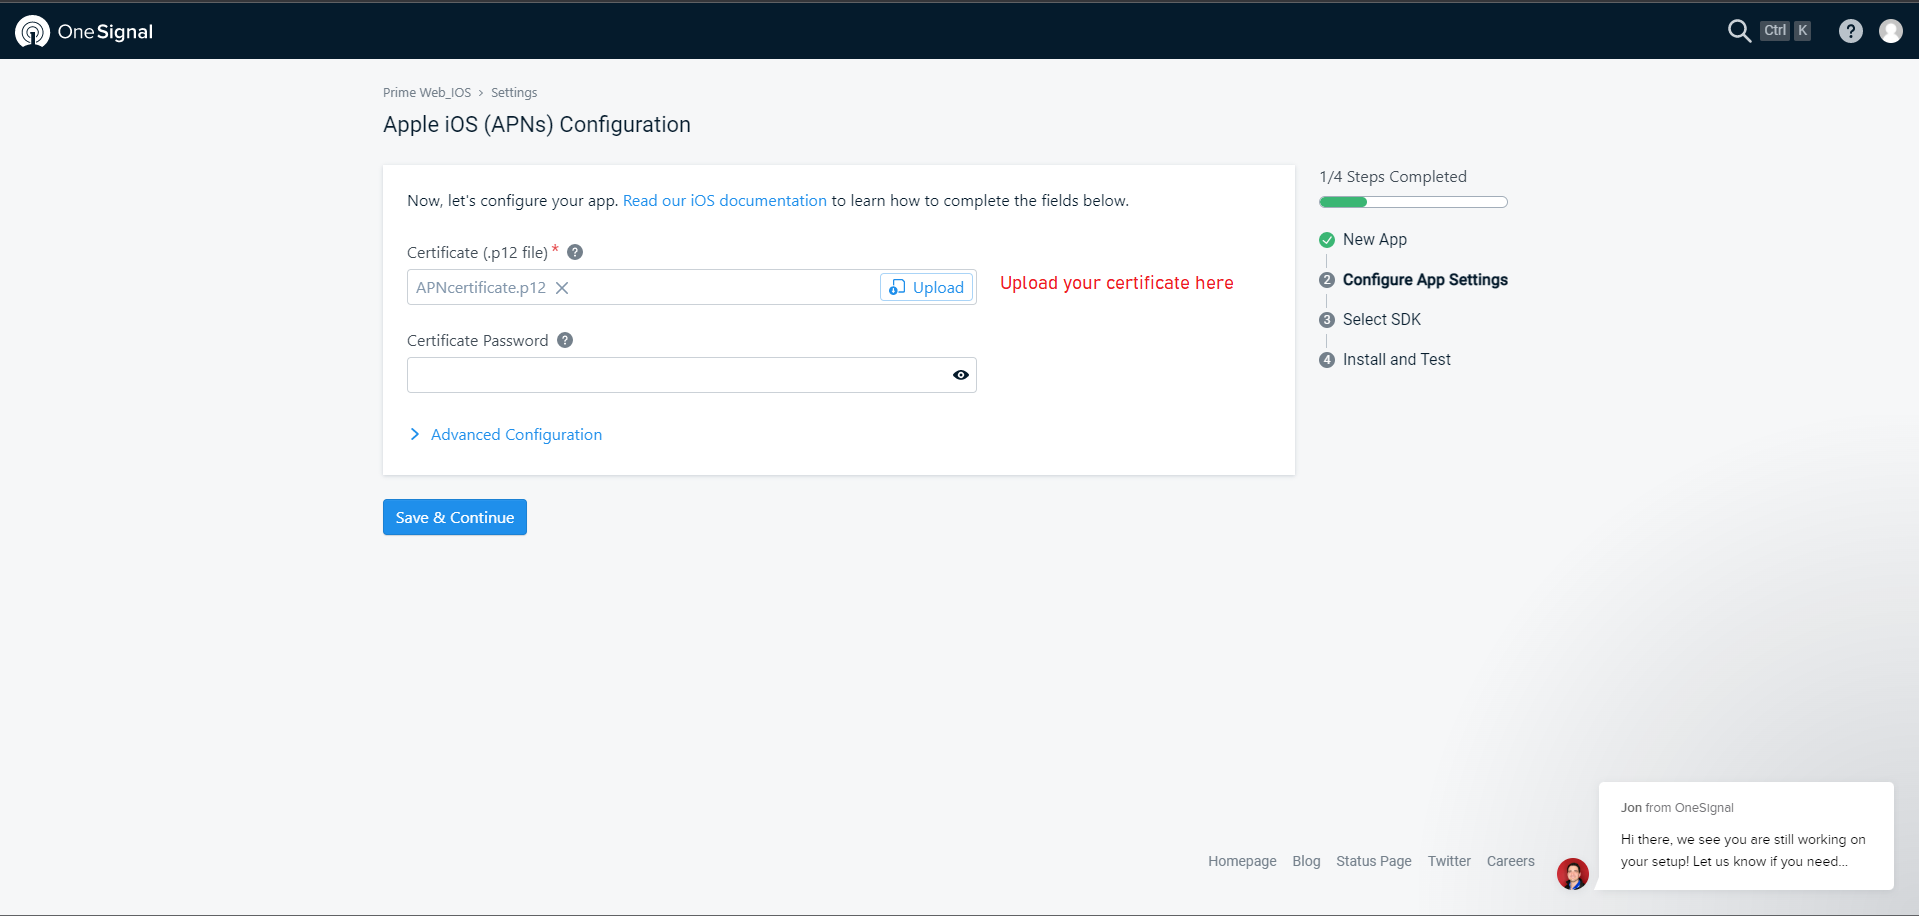 OneSignal
Ctrl K
?
Prime Web_IOS > Settings
Apple iOS (APNs) Configuration
Now, let's configure your app. Read our iOS documentation to learn how to complete the fields below.
Certificate (.p12 file) * ?
APNcertificate.p12
Upload
Upload your certificate here
Certificate Password ?
Advanced Configuration
Save & Continue
1/4 Steps Completed
New App
2 Configure App Settings
3 Select SDK
4 Install and Test
Jon from OneSignal
Hi there, we see you are still working on
your setup! Let us know if you need...
Homepage Blog Status Page Twitter Careers